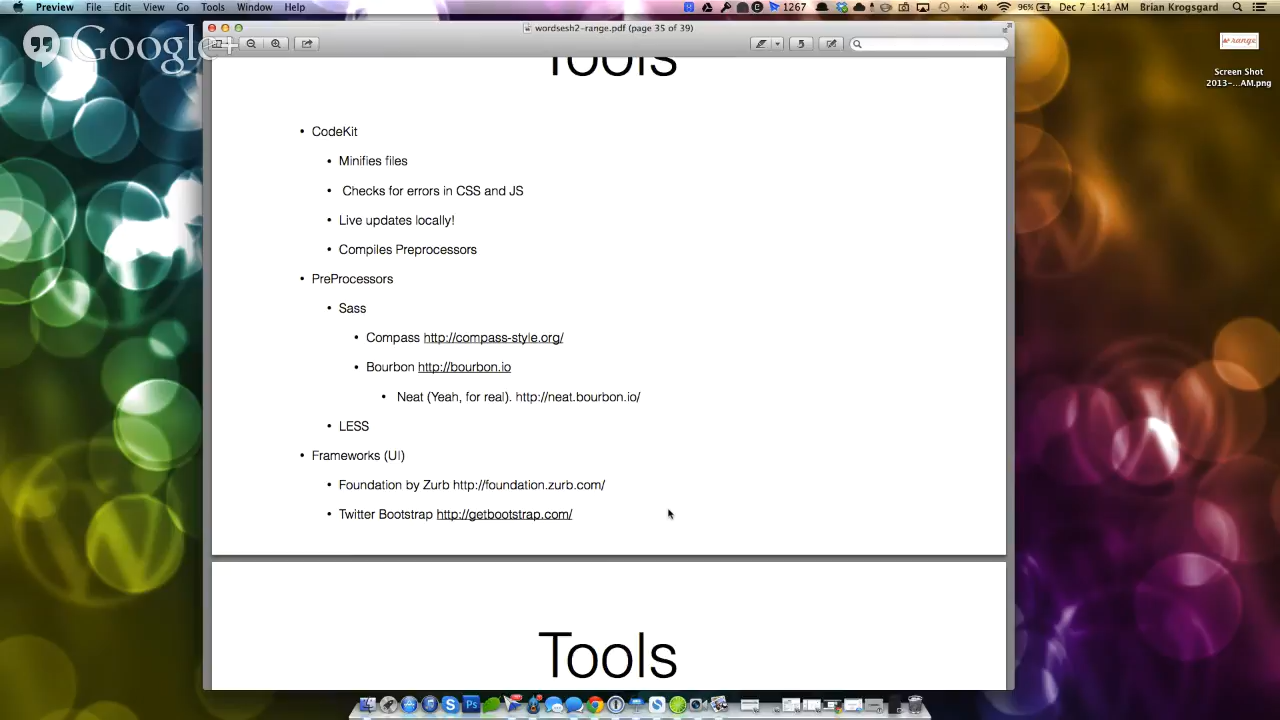 Preview File Edit View Go Tools Window Help 1267 96% Dec 7 1:41 AM Brian Krogsgard
wordsesh2-range.pdf (page 35 of 39)
Google+
range
Screen Shot
2013-...AM.png
Tools
• CodeKit
• Minifies files
• Checks for errors in CSS and JS
• Live updates locally!
• Compiles Preprocessors
• PreProcessors
• Sass
• Compass http://compass-style.org/
• Bourbon http://bourbon.io
• Neat (Yeah, for real). http://neat.bourbon.io/
• LESS
• Frameworks (UI)
• Foundation by Zurb http://foundation.zurb.com/
• Twitter Bootstrap http://getbootstrap.com/
Tools